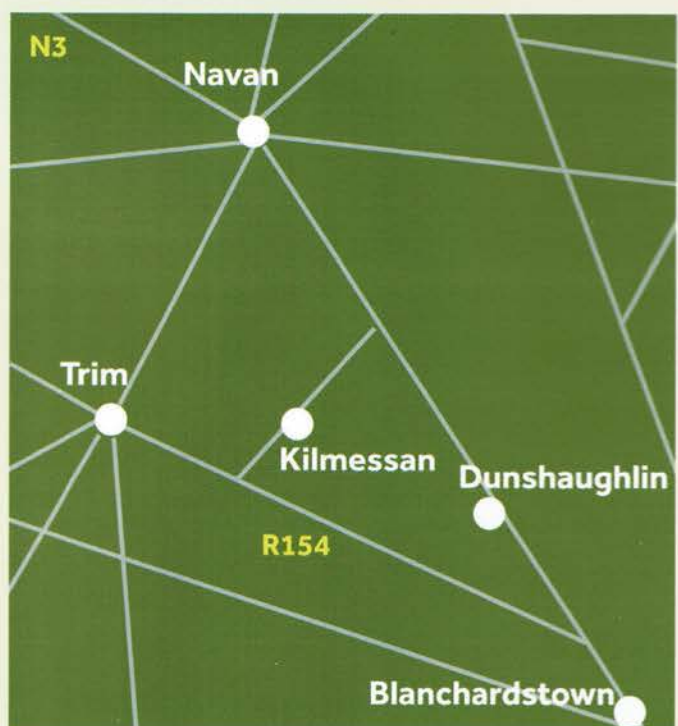 N3
Navan
Trim
Kilmessan
Dunshaughlin
R154
Blanchardstown